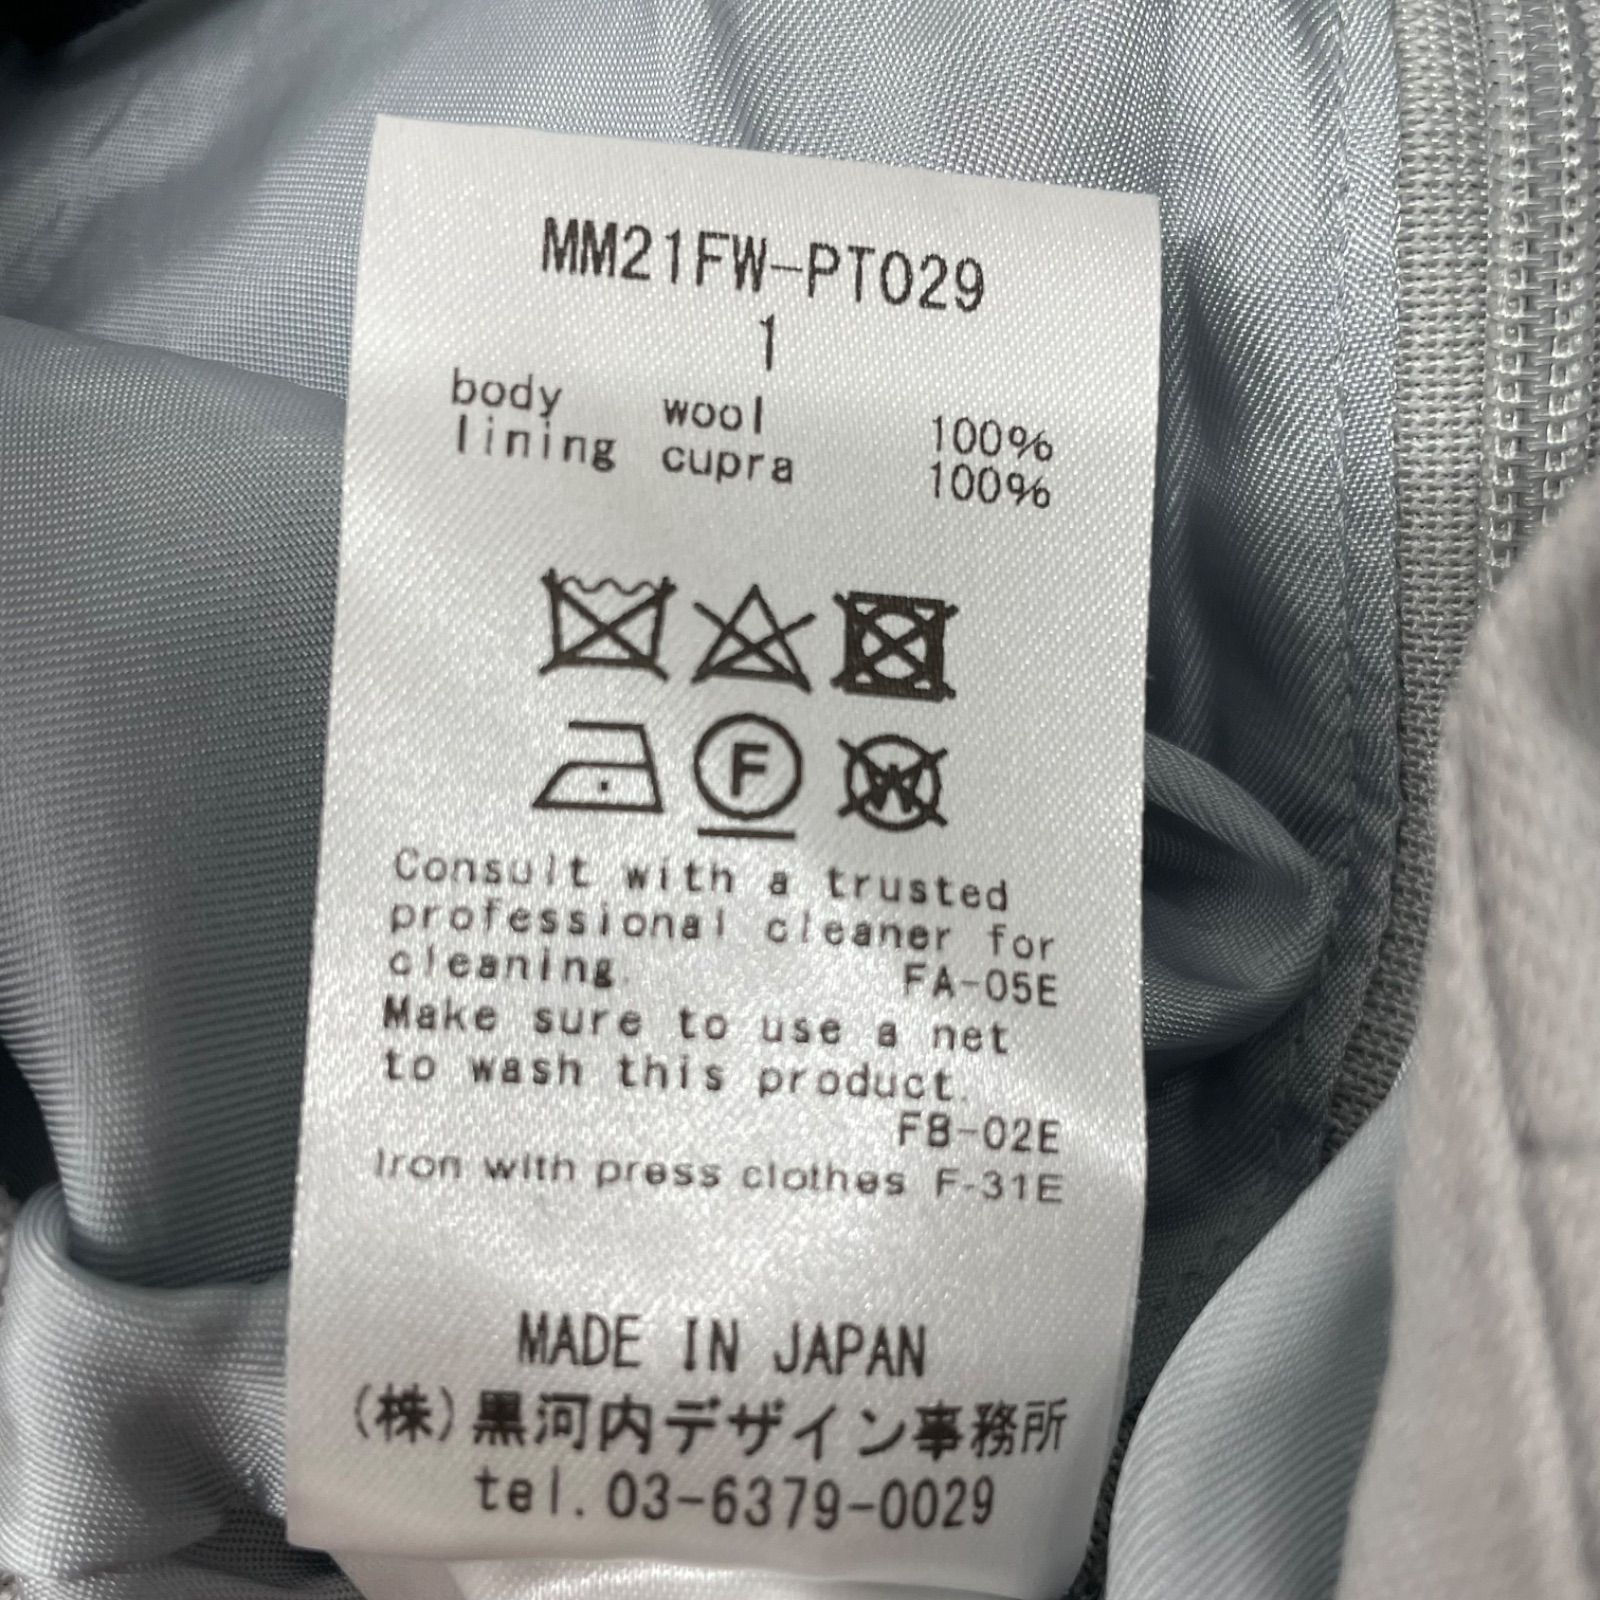 MM21FW-PT029
1
body wool 100%
lining cupra 100%
F W
Consult with a trusted
professional cleaner for
cleaning. FA-05E
Make sure to use a net
to wash this product.
FB-02E
Iron with press clothes F-31E
MADE IN JAPAN
(株)黒河内デザイン事務所
tel.03-6379-0029